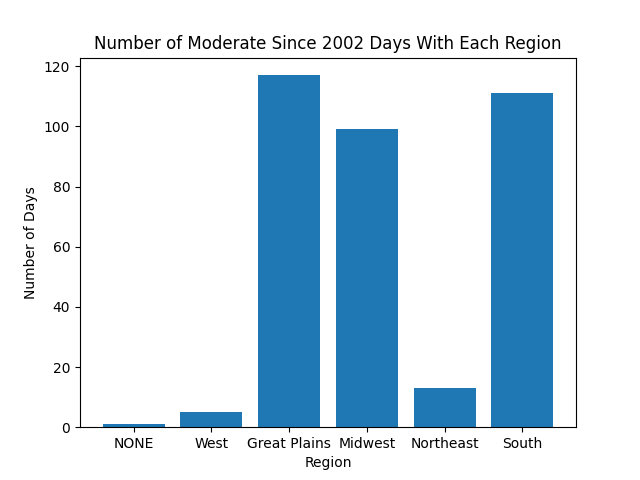 Number of Moderate Since 2002 Days With Each Region
120
100
80
60
40
20
0
Number of Days
NONE West Great Plains Midwest Northeast South
Region